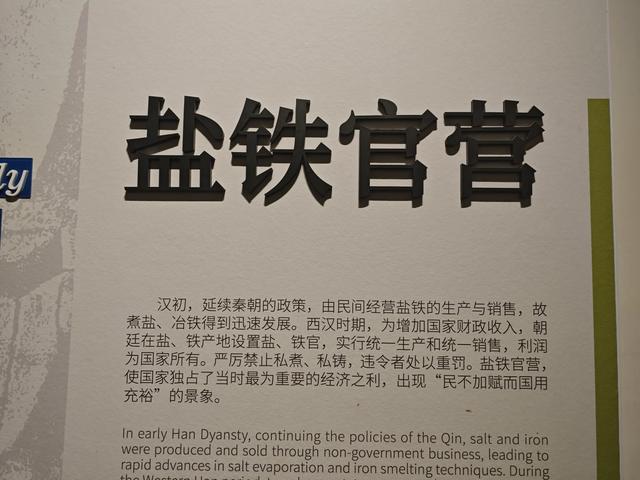 盐铁官营
汉初，延续秦朝的政策，由民间经营盐铁的生产与销售，故
煮盐、冶铁得到迅速发展。西汉时期，为增加国家财政收入，朝
廷在盐、铁产地设置盐、铁官，实行统一生产和统一销售，利润
为国家所有。严厉禁止私煮、私铸，违令者处以重罚。盐铁官营，
使国家独占了当时最为重要的经济之利，出现“民不加赋而国用
充裕”的景象。
In early Han Dyansty, continuing the policies of the Qin, salt and iron
were produced and sold through non-government business, leading to
rapid advances in salt evaporation and iron smelting techniques. During